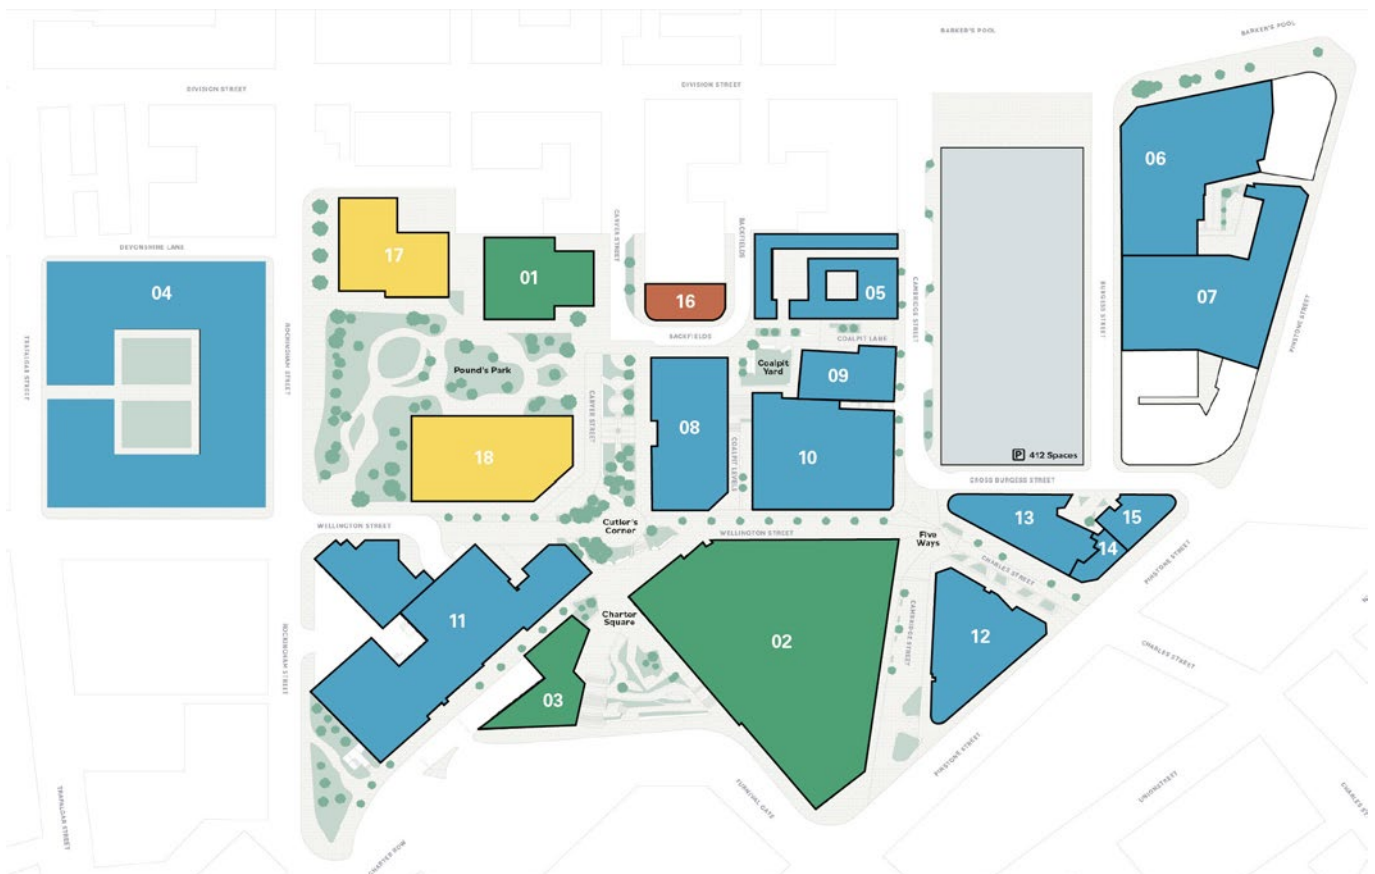 BARKER'S POOL
BARKER'S POOL
DIVISION STREET
DIVISION STREET
06
CARVER STREET
BACKFIELDS
DEVONSHIRE LANE
17
01
04
16
05
07
CAMBRIDGE STREET
BURGESS STREET
PINSTONE STREET
ROCKINGHAM STREET
TRAFALGAR STREET
BACKFIELDS
COALPIT LANE
Pound's Park
Coalpit
Yard
09
CARVER STREET
08
COALPIT LEVELS
18
10
P 412 Spaces
CROSS BURGESS STREET
WELLINGTON STREET
Cutler's
Corner
WELLINGTON STREET
Five
Ways
13
15
14
CHARLES STREET
PINSTONE STREET
11
Charter
Square
02
CAMBRIDGE STREET
12
CHARLES STREET
ROCKINGHAM STREET
03
PINSTONE STREET
FURNIVAL GATE
UNION STREET
TRAFALGAR STREET
CHARTER ROW